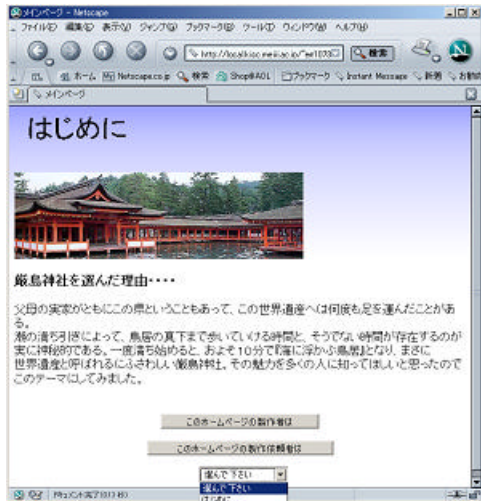 メインページ - Netscape
ファイル(F) 編集(E) 表示(V) ジャンプ(G) ブックマーク(B) ツール(T) ウィンドウ(W) ヘルプ(H)
検索
ホーム Netscape.co.jp 検索 Shop@AOL ブックマーク Instant Message
メインページ
はじめに
厳島神社を選んだ理由・・・・
父母の実家がともにこの県ということもあって、この世界遺産へは何度も足を運んだことがあ
る。
潮の満ち引きによって、鳥居の真下まで歩いていける時間と、そうでない時間が存在するのが
実に神秘的である。一度満ち始めると、およそ10分で『海に浮かぶ鳥居』となり、まさに
世界遺産と呼ばれるにふさわしい厳島神社。その魅力を多くの人に知ってほしいと思ったので
このテーマにしてみました。
このホームページの製作者は
このホームページの製作依頼者は
選んで下さい
選んで下さい
はじめに